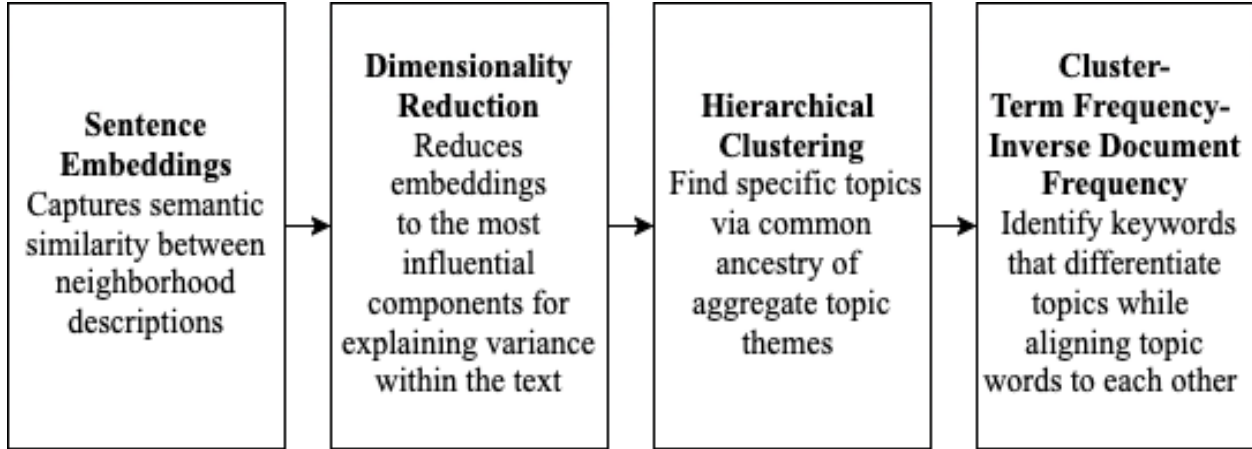 Sentence
Embeddings
Captures semantic
similarity between
neighborhood
descriptions
Dimensionality
Reduction
Reduces
embeddings
to the most
influential
components for
explaining variance
within the text
Hierarchical
Clustering
Find specific topics
via common
ancestry of
aggregate topic
themes
Cluster-
Term Frequency-
Inverse Document
Frequency
Identify keywords
that differentiate
topics while
aligning topic
words to each other